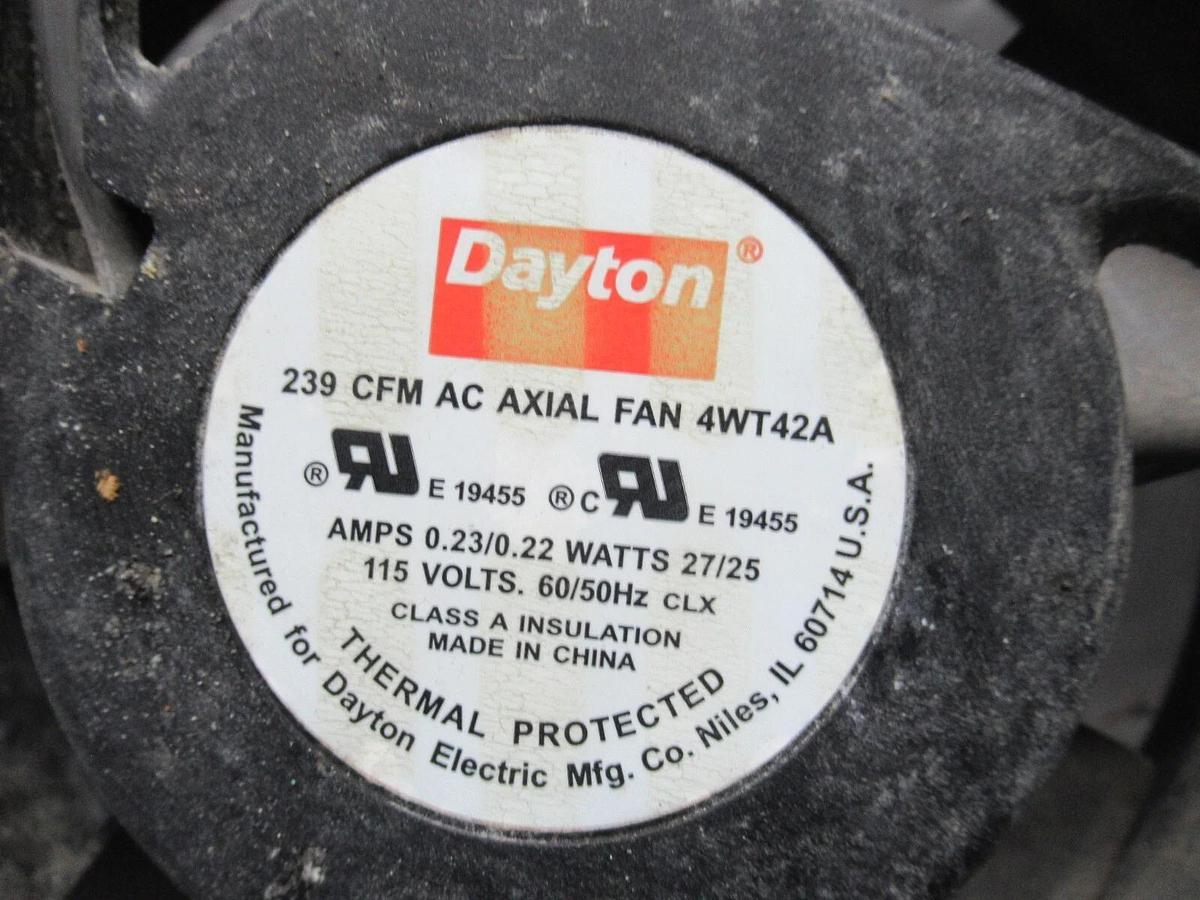 Dayton®
239 CFM AC AXIAL FAN 4WT42A
® RU E 19455 ® C RU E 19455
AMPS 0.23/0.22 WATTS 27/25
115 VOLTS. 60/50Hz CLX
CLASS A INSULATION
MADE IN CHINA
THERMAL PROTECTED
Manufactured for Dayton Electric Mfg. Co. Niles, IL 60714 U.S.A.